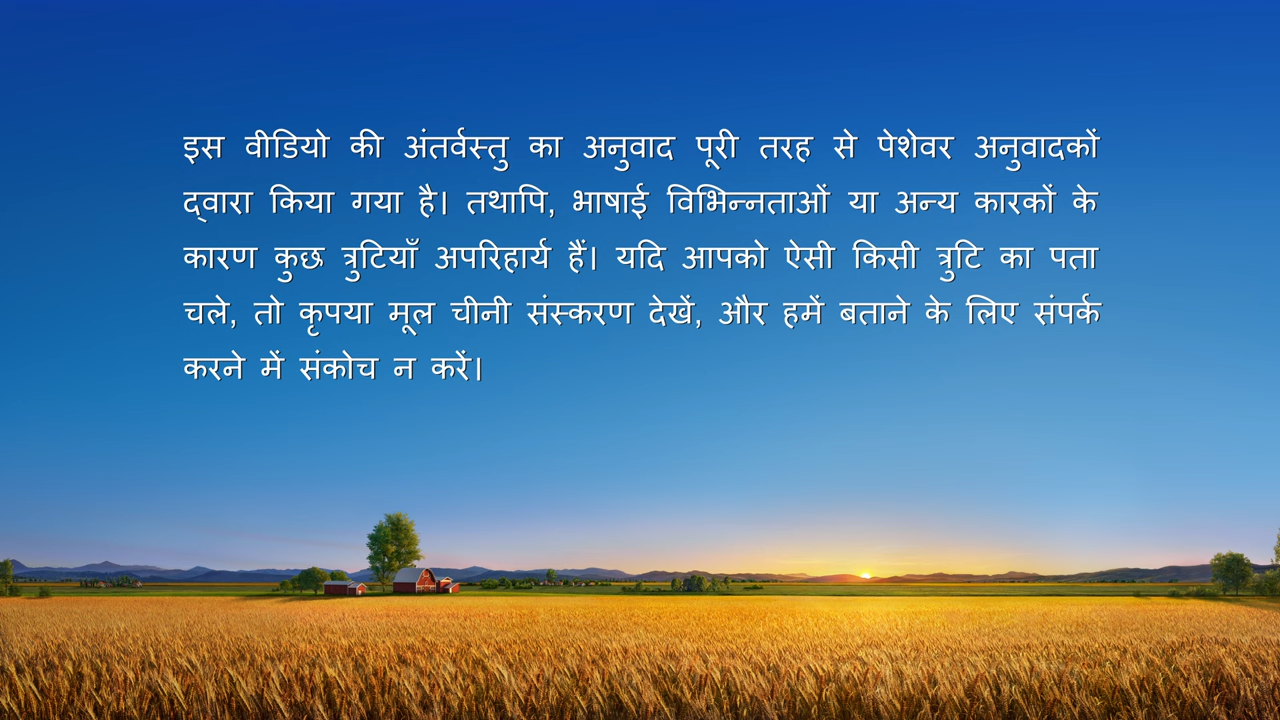 इस वीडियो की अंतर्वस्तु का अनुवाद पूरी तरह से पेशेवर अनुवादकों
द्वारा किया गया है। तथापि, भाषाई विभिन्नताओं या अन्य कारकों के
कारण कुछ त्रुटियाँ अपरिहार्य हैं। यदि आपको ऐसी किसी त्रुटि का पता
चले, तो कृपया मूल चीनी संस्करण देखें, और हमें बताने के लिए संपर्क
करने में संकोच न करें।